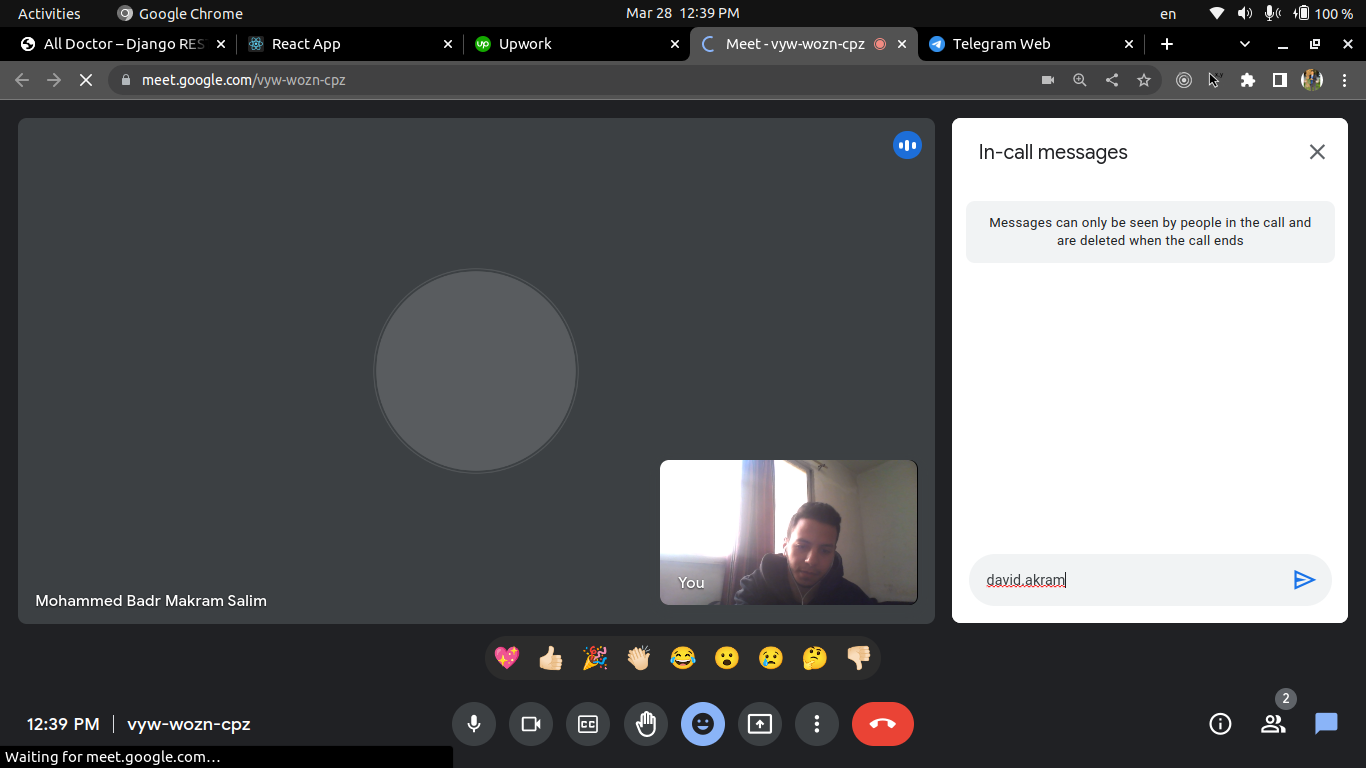 Activities
Google Chrome
Mar 28 12:39 PM
en
100 %
All Doctor – Django RES
React App
Upwork
Meet - vyw-wozn-cpz
Telegram Web
meet.google.com/vyw-wozn-cpz
In-call messages
Messages can only be seen by people in the call and
are deleted when the call ends
You
Mohammed Badr Makram Salim
david.akram
12:39 PM
vyw-wozn-cpz
CC
2
Waiting for meet.google.com…